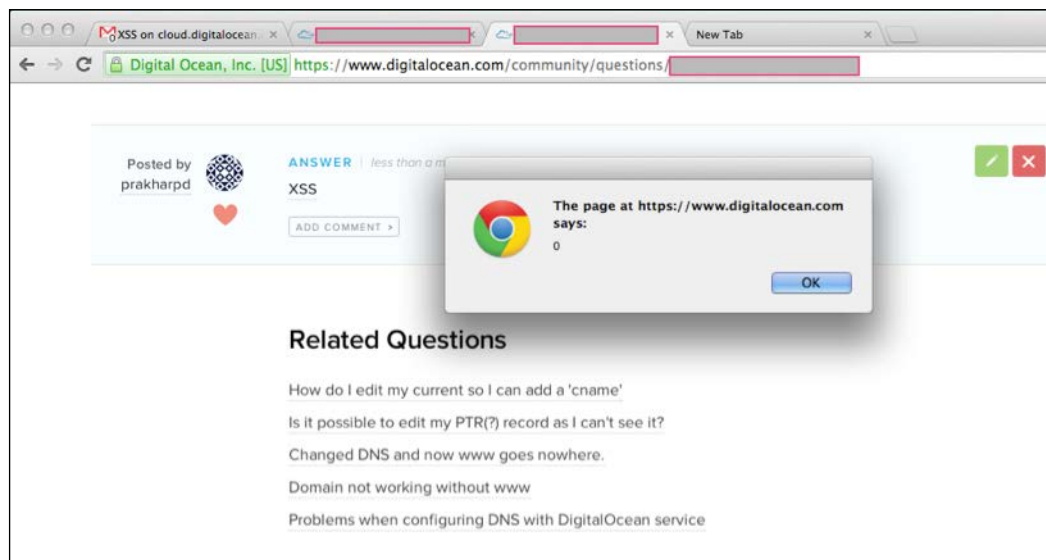 XSS on cloud.digitalocean.
New Tab
Digital Ocean, Inc. [US] https://www.digitalocean.com/community/questions/
Posted by
prakharpd
ANSWER | less than a m
XSS
ADD COMMENT >
The page at https://www.digitalocean.com
says:
0
OK
Related Questions
How do I edit my current so I can add a 'cname'
Is it possible to edit my PTR(?) record as I can't see it?
Changed DNS and now www goes nowhere.
Domain not working without www
Problems when configuring DNS with DigitalOcean service